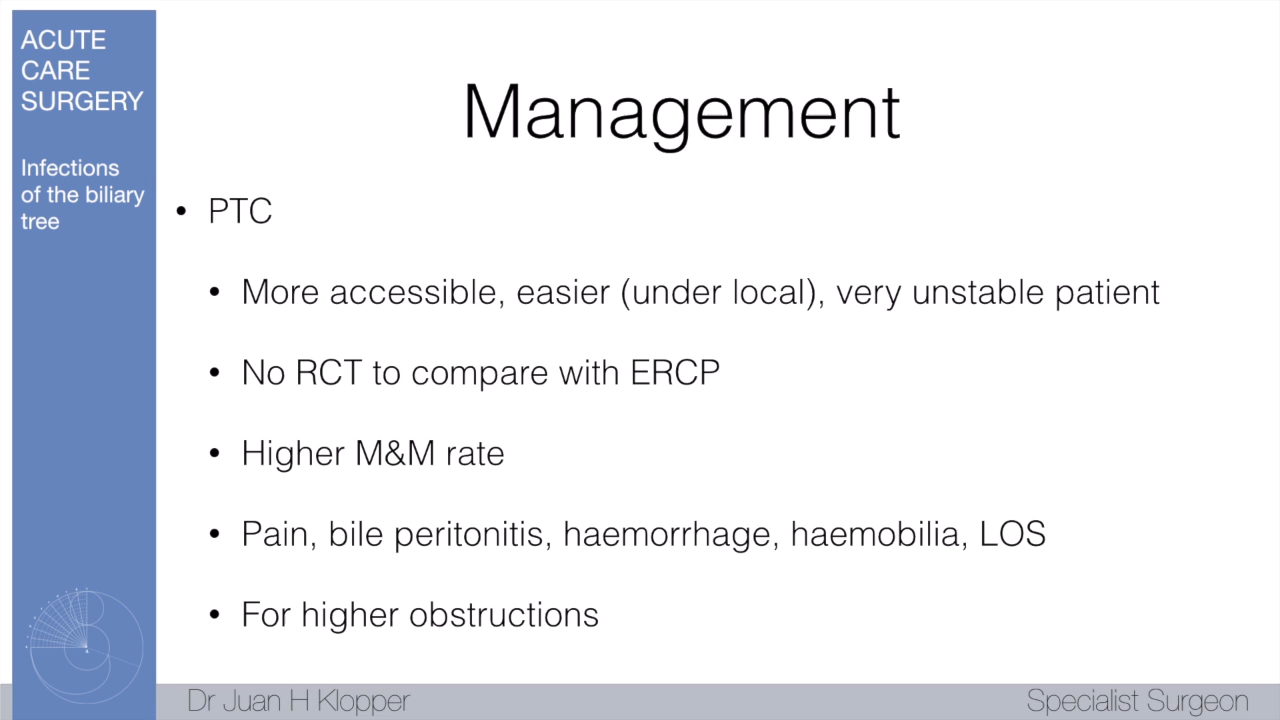 ACUTE
CARE
SURGERY
Infections
of the biliary
tree
Management
• PTC
• More accessible, easier (under local), very unstable patient
• No RCT to compare with ERCP
• Higher M&M rate
• Pain, bile peritonitis, haemorrhage, haemobilia, LOS
• For higher obstructions
Dr Juan H Klopper
Specialist Surgeon